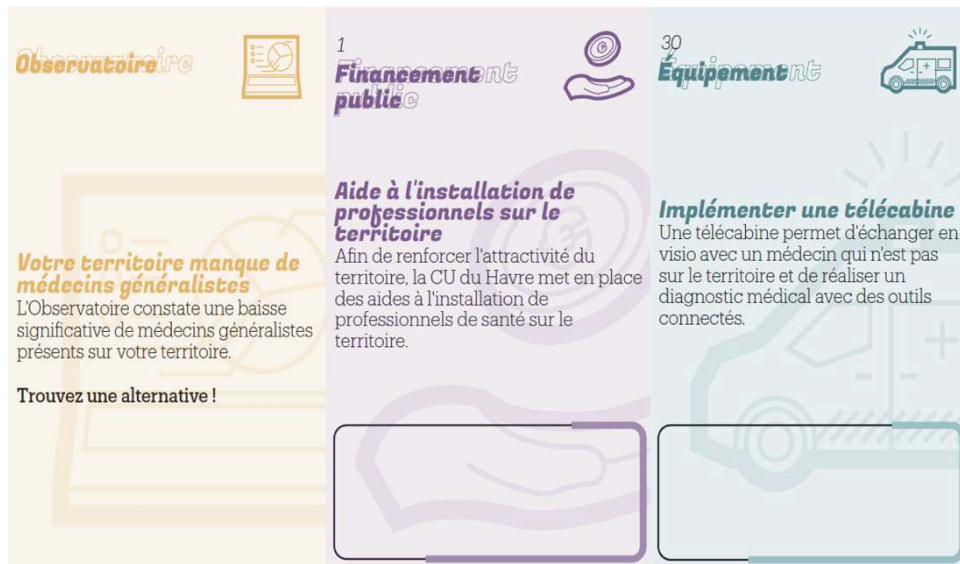 Observatoire
Votre territoire manque de
médecins généralistes
L'Observatoire constate une baisse
significative de médecins généralistes
présents sur votre territoire.
Trouvez une alternative !
1
Financement
public
Aide à l'installation de
professionnels sur le
territoire
Afin de renforcer l'attractivité du
territoire, la CU du Havre met en place
des aides à l'installation de
professionnels de santé sur le
territoire.
30
Équipement
Implémenter une télécabine
Une télécabine permet d'échanger en
visio avec un médecin qui n'est pas
sur le territoire et de réaliser un
diagnostic médical avec des outils
connectés.